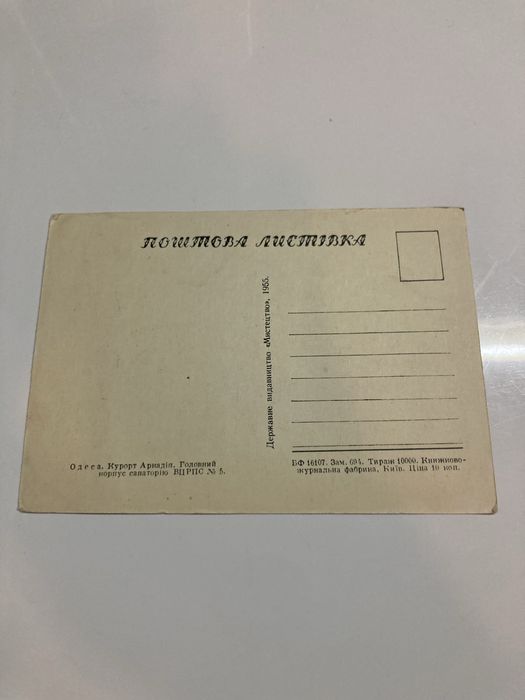 ПОШТОВА ЛИСТІВКА
Державне видавництво «Мистецтво», 1955.
Одеса. Курорт Аркадія. Головний
корпус санаторію ВЦРПС № 5.
БФ 16107. Зам. 694. Тираж 10000. Книжково-
журнальна фабрика, Київ. Ціна 40 коп.